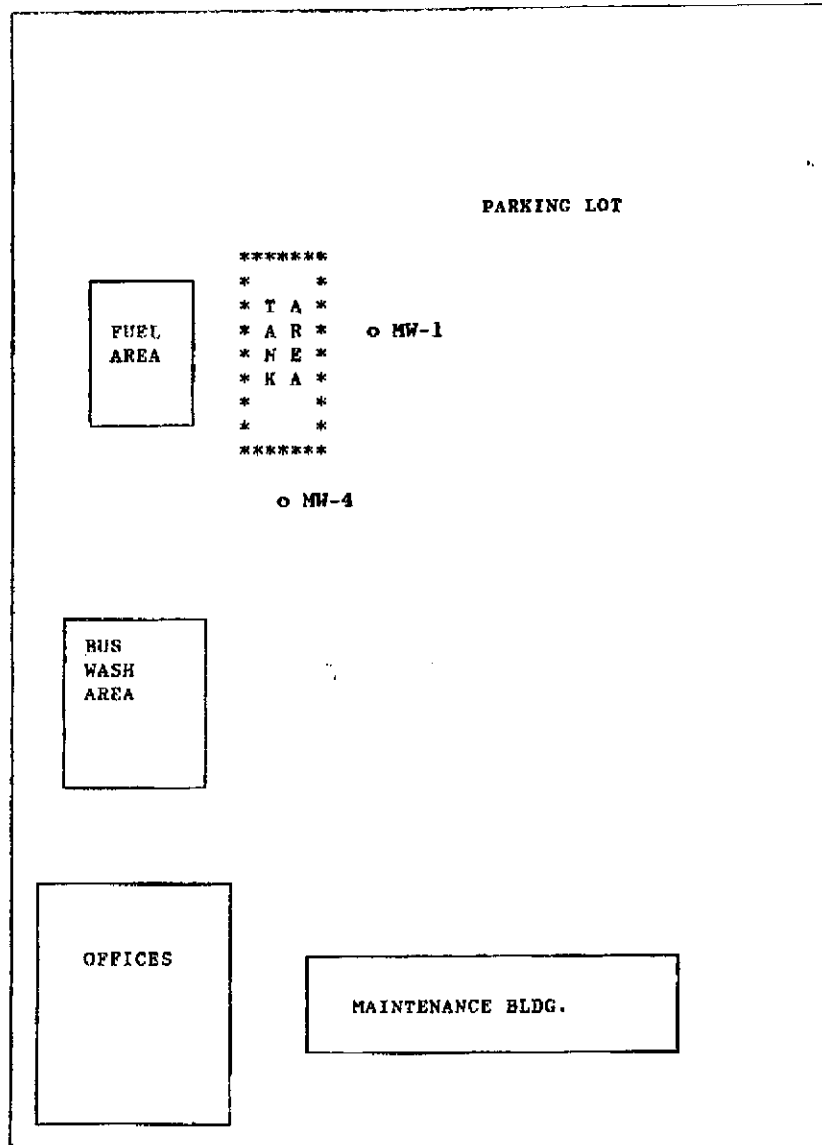 PARKING LOT
*******
* *
* T A *
FUEL * A R * o MW-1
AREA * N E *
* K A *
* *
* *
*******
o MW-4
BUS
WASH
AREA
OFFICES
MAINTENANCE BLDG.